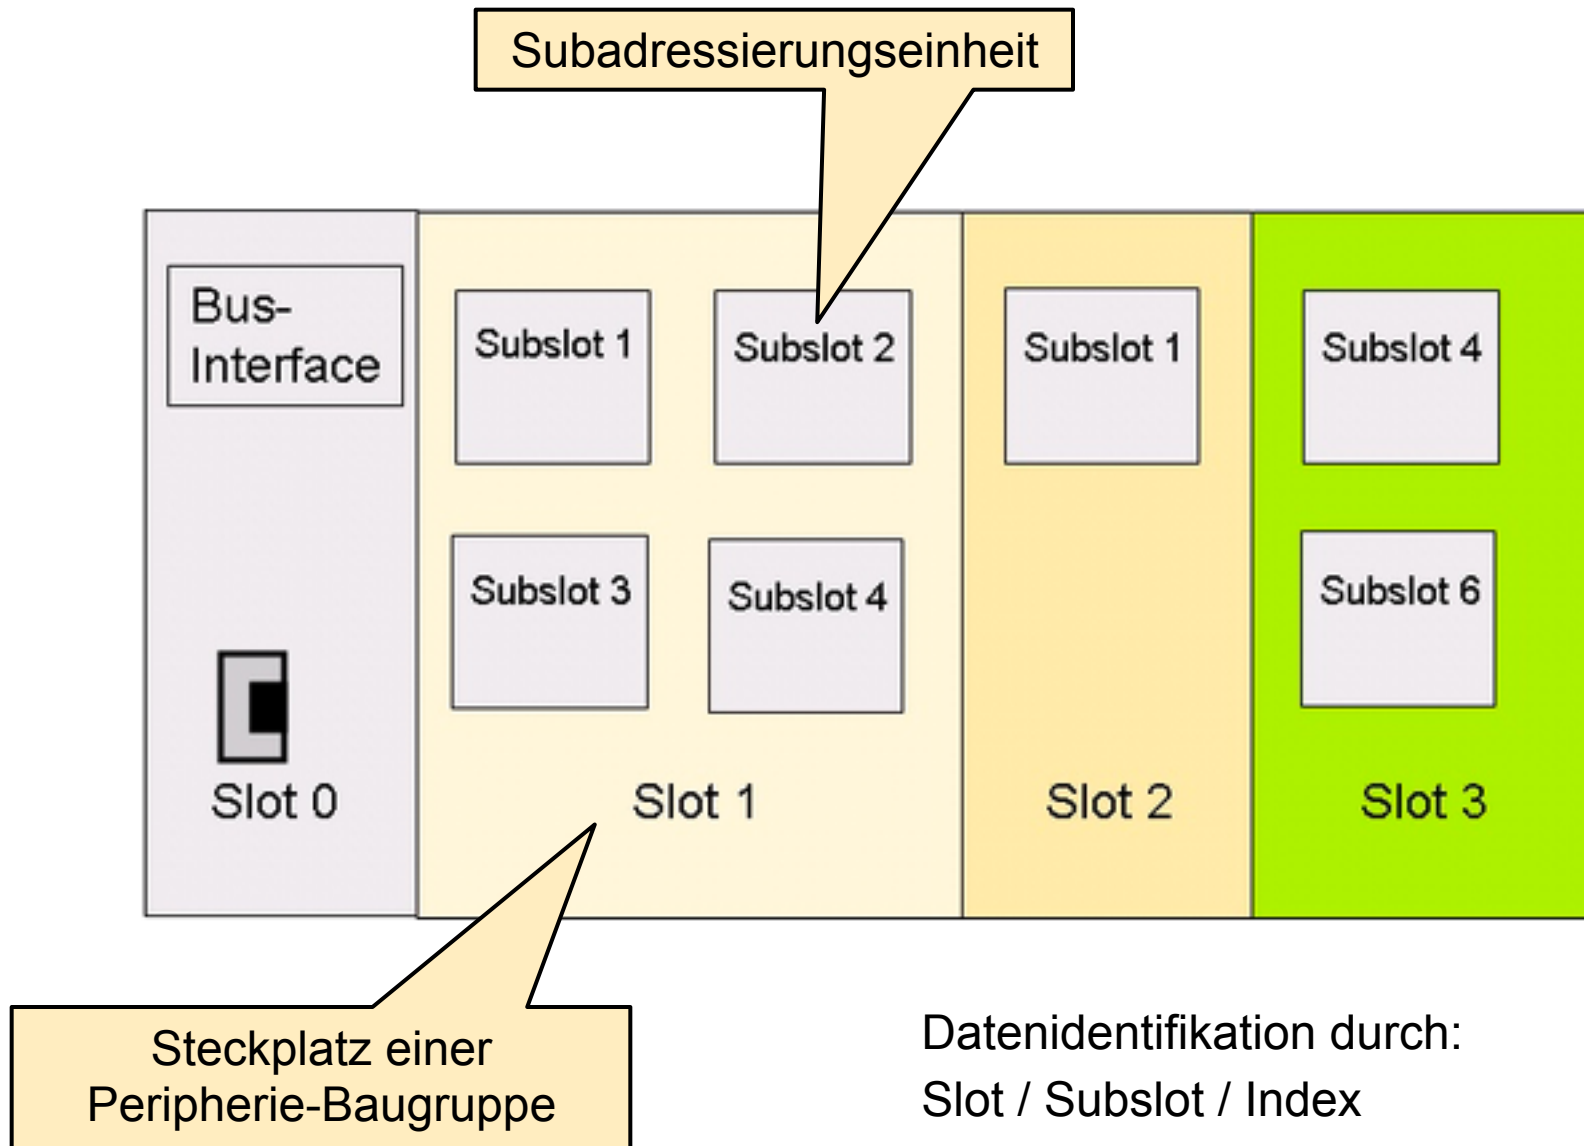 Subadressierungseinheit
Bus-
Interface
Subslot 1
Subslot 2
Subslot 1
Subslot 4
Subslot 3
Subslot 4
Subslot 6
Slot 0
Slot 1
Slot 2
Slot 3
Steckplatz einer
Peripherie-Baugruppe
Datenidentifikation durch:
Slot / Subslot / Index